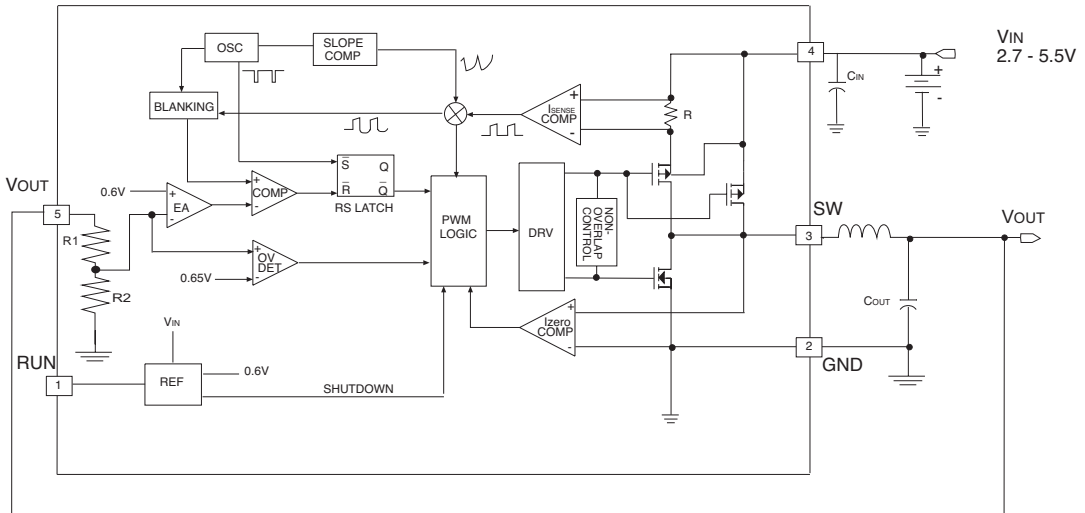 OSC
SLOPE
COMP
4
VIN
2.7 - 5.5V
+
-
CIN
BLANKING
+
-
ISENSE
COMP
R
S
Q
R
Q
RS LATCH
VOUT
5
0.6V
+
-
EA
+
-
COMP
PWM
LOGIC
DRV
NON-
OVERLAP
CONTROL
SW
3
VOUT
R1
R2
+
-
OV
DET
0.65V
COUT
+
-
Izero
COMP
2
GND
VIN
RUN
1
REF
0.6V
SHUTDOWN